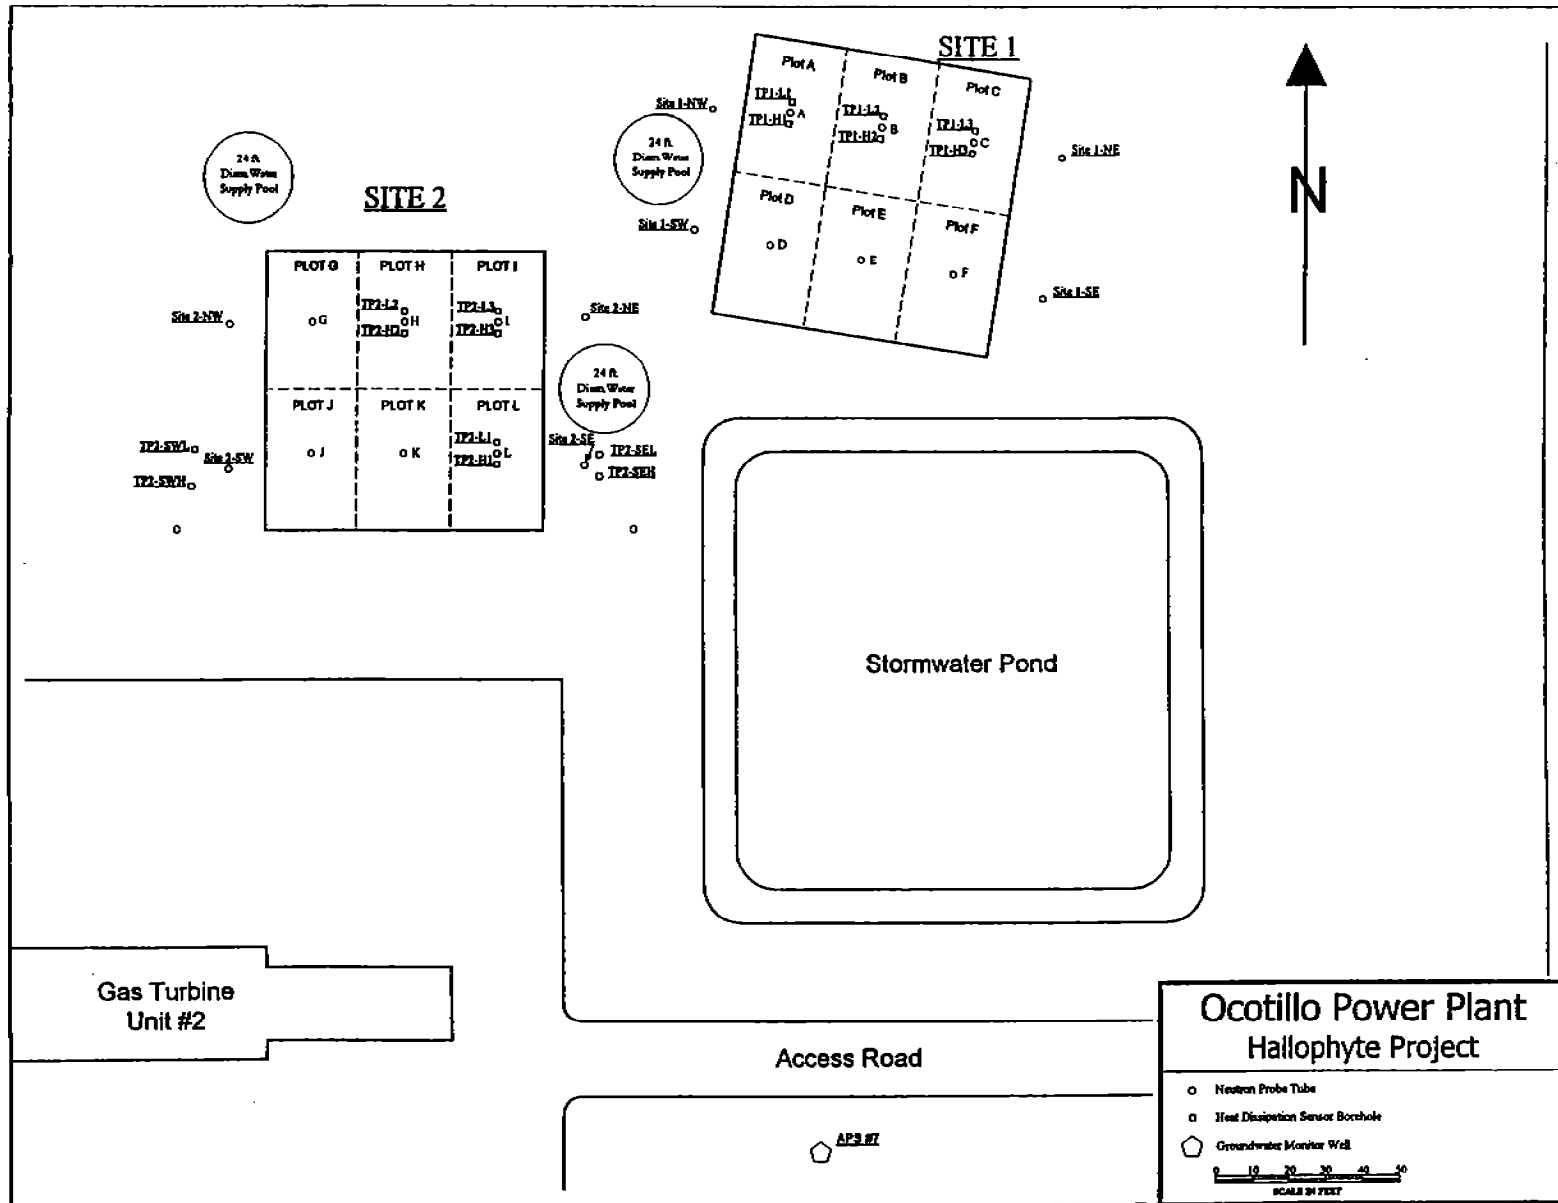 SITE 1
Plot A
Plot B
Plot C
TP1-L1
A
TP1-H1
TP1-L2
B
TP1-H2
TP1-L3
C
TP1-H3
Site 1-NW
Site 1-NE
24 ft.
Diam Water
Supply Pool
Site 1-SW
Plot D
Plot E
Plot F
D
E
F
Site 1-SE
N
24 ft.
Diam Water
Supply Pool
SITE 2
PLOT G
PLOT H
PLOT I
Site 2-NW
G
TP2-L2
H
TP2-H2
TP2-L3
I
TP2-H3
Site 2-NE
24 ft.
Diam Water
Supply Pool
PLOT J
PLOT K
PLOT L
TP2-SWL
Site 2-SW
TP2-SWH
J
K
TP2-L1
L
TP2-H1
Site 2-SE
TP2-SEL
TP2-SEH
Stormwater Pond
Gas Turbine
Unit #2
Access Road
APS #7
Ocotillo Power Plant
Hallophyte Project
Neutron Probe Tube
Heat Dissipation Sensor Borehole
Groundwater Monitor Well
0 10 20 30 40 50
SCALE IN FEET